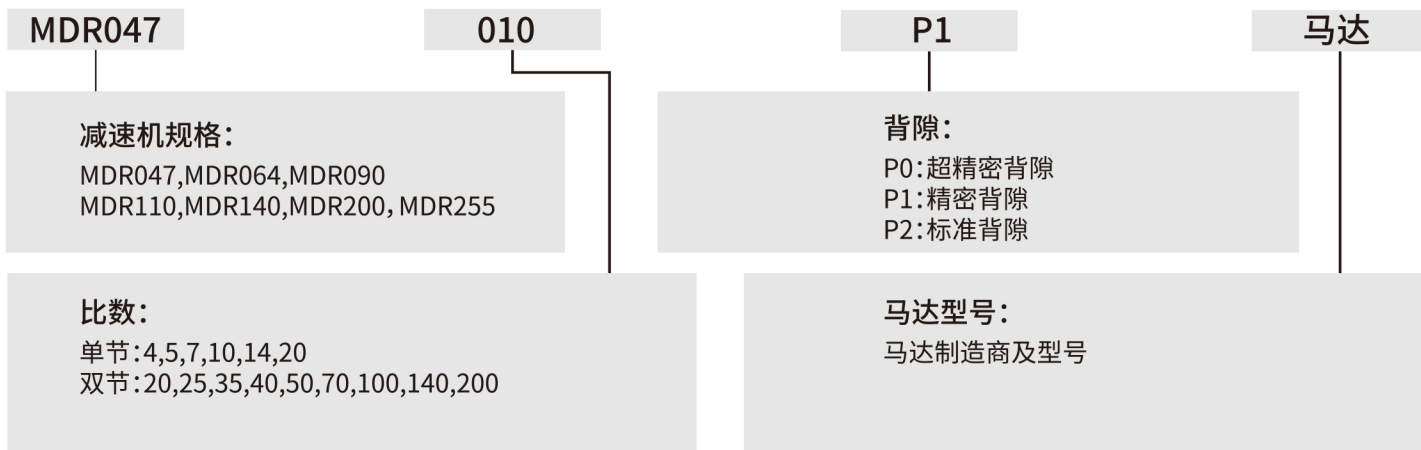 MDR047
010
P1
马达
减速机规格：
MDR047,MDR064,MDR090
MDR110,MDR140,MDR200，MDR255
背隙：
P0：超精密背隙
P1：精密背隙
P2：标准背隙
比数：
单节：4,5,7,10,14,20
双节：20,25,35,40,50,70,100,140,200
马达型号：
马达制造商及型号